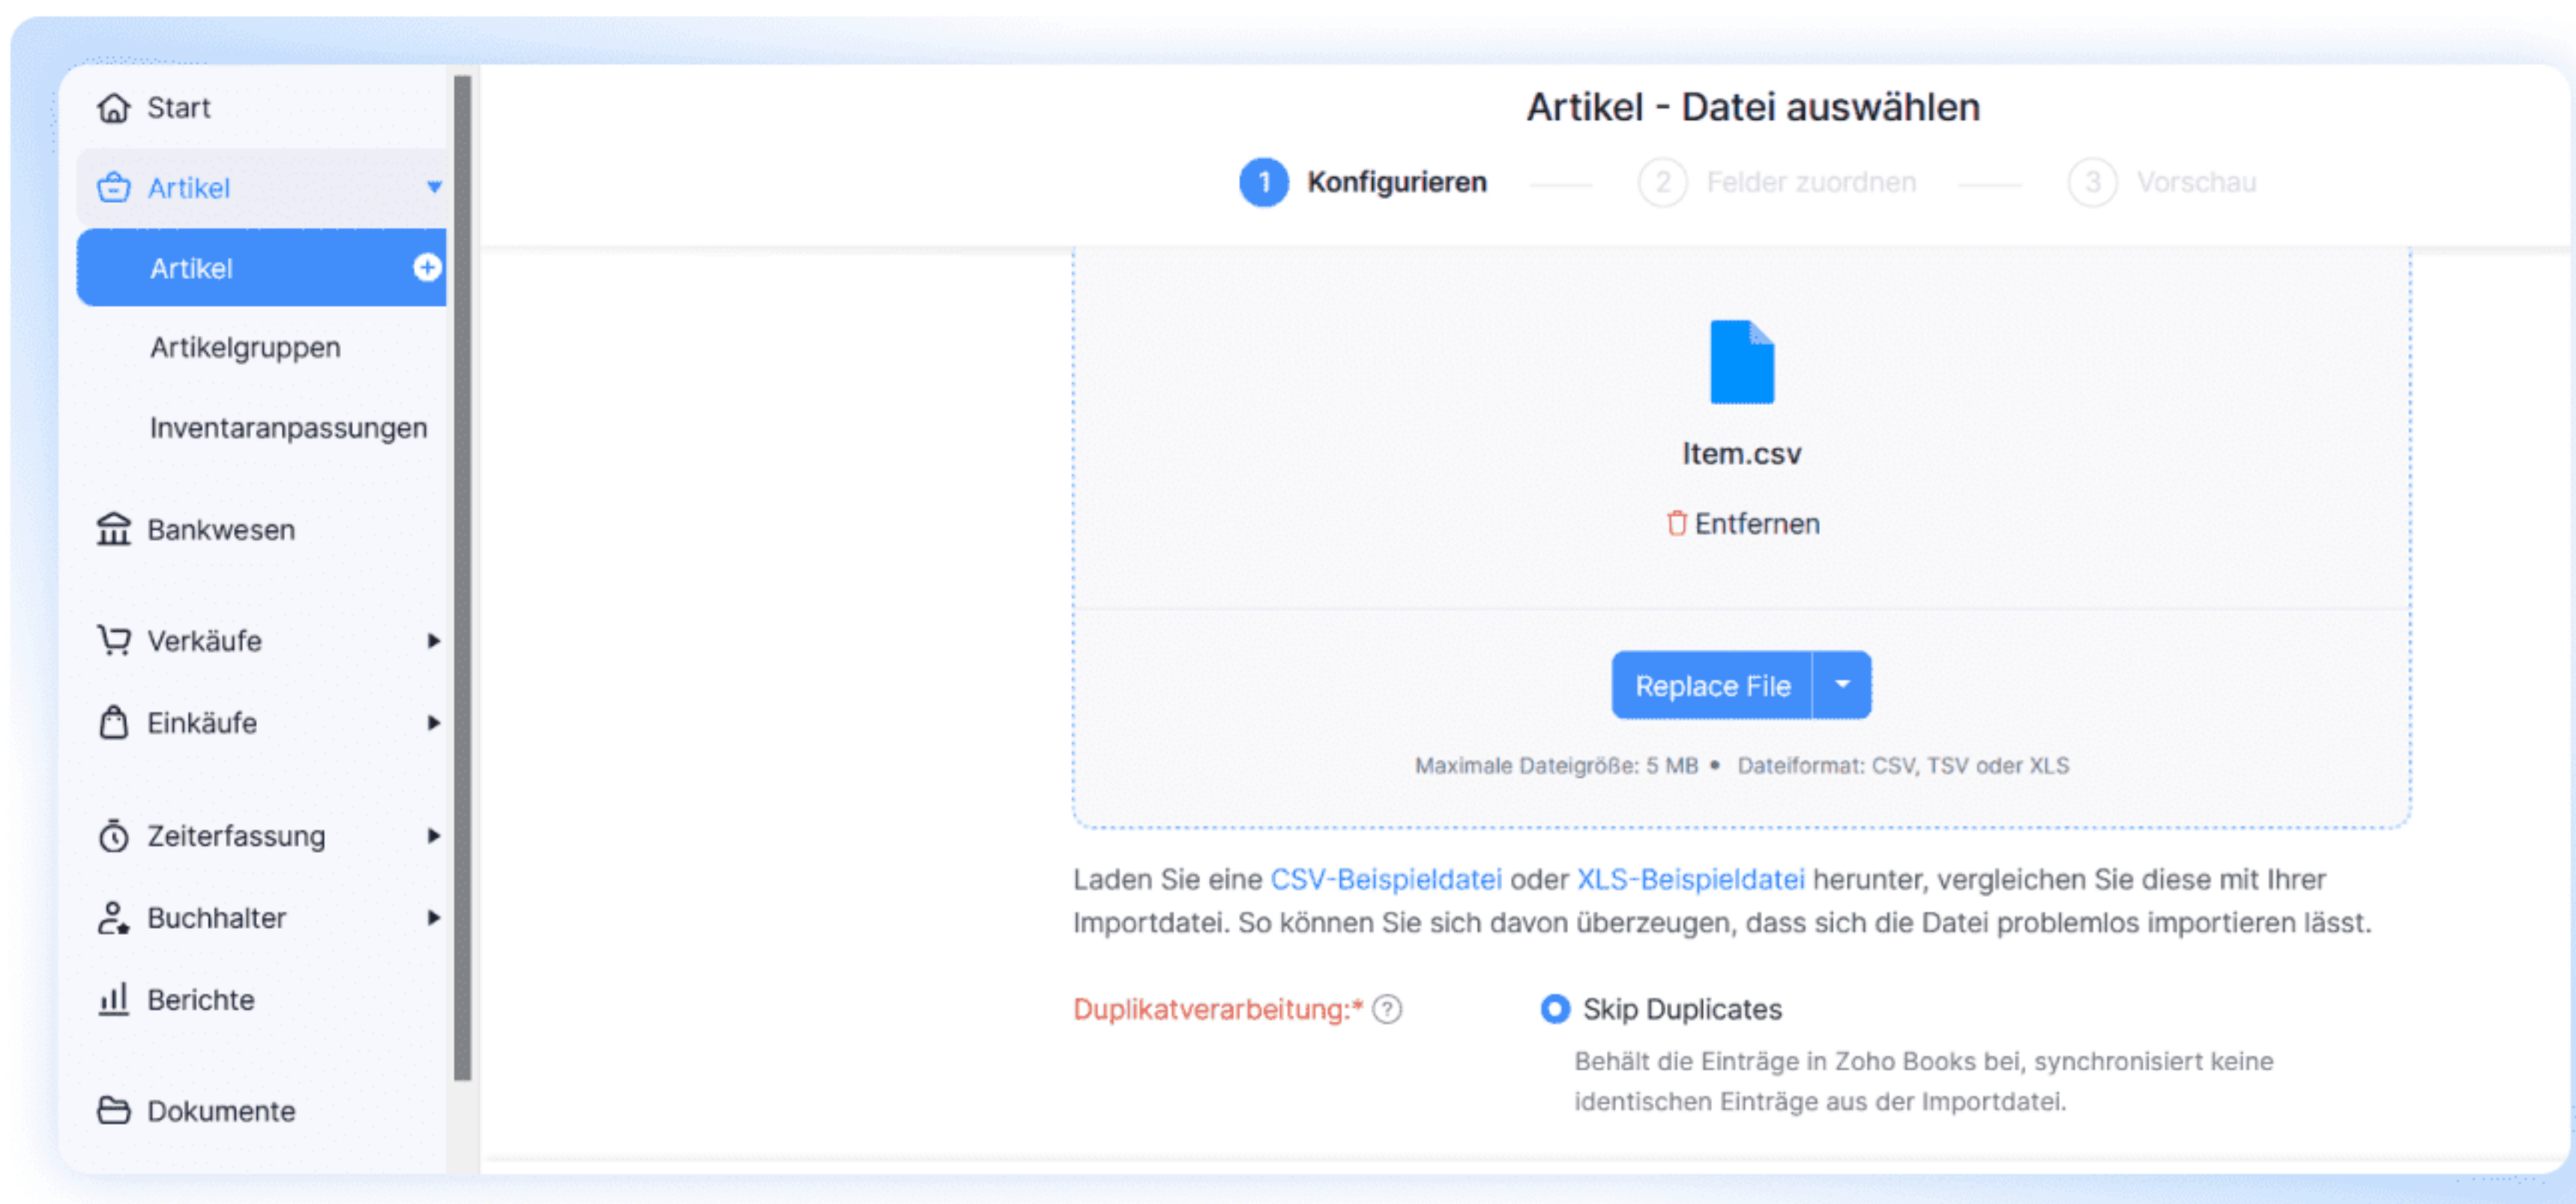 Start
Artikel
Artikel
Artikelgruppen
Inventaranpassungen
Bankwesen
Verkäufe
Einkäufe
Zeiterfassung
Buchhalter
Berichte
Dokumente
Artikel - Datei auswählen
1 Konfigurieren 2 Felder zuordnen 3 Vorschau
Item.csv
Entfernen
Replace File
Maximale Dateigröße: 5 MB • Dateiformat: CSV, TSV oder XLS
Laden Sie eine CSV-Beispieldatei oder XLS-Beispieldatei herunter, vergleichen Sie diese mit Ihrer
Importdatei. So können Sie sich davon überzeugen, dass sich die Datei problemlos importieren lässt.
Duplikatverarbeitung:* ? Skip Duplicates
Behält die Einträge in Zoho Books bei, synchronisiert keine
identischen Einträge aus der Importdatei.